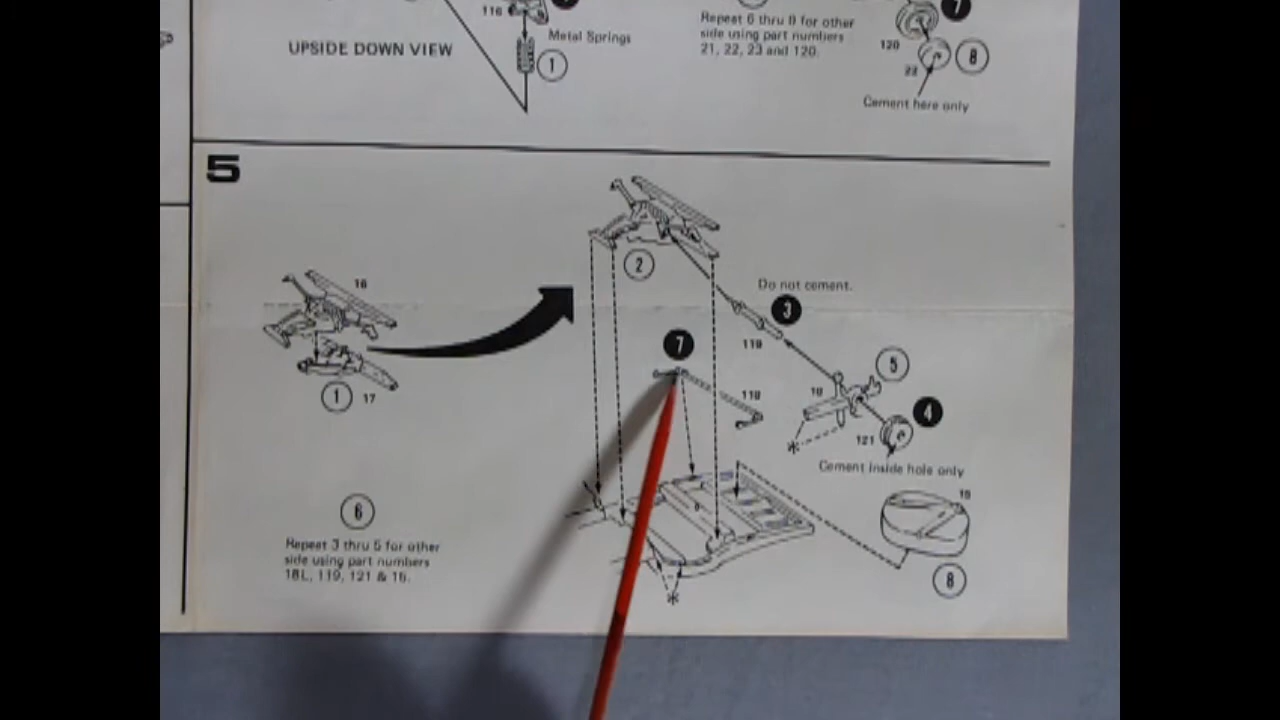 116
7
Metal Springs
UPSIDE DOWN VIEW
1
Repeat 6 thru 9 for other
side using part numbers
21, 22, 23 and 120.
120
8
22
Cement here only
5
2
16
Do not cement.
3
119
7
118
5
18
1
17
4
121
*
Cement inside hole only
15
6
Repeat 3 thru 5 for other
side using part numbers
18L, 119, 121 & 16.
8
*